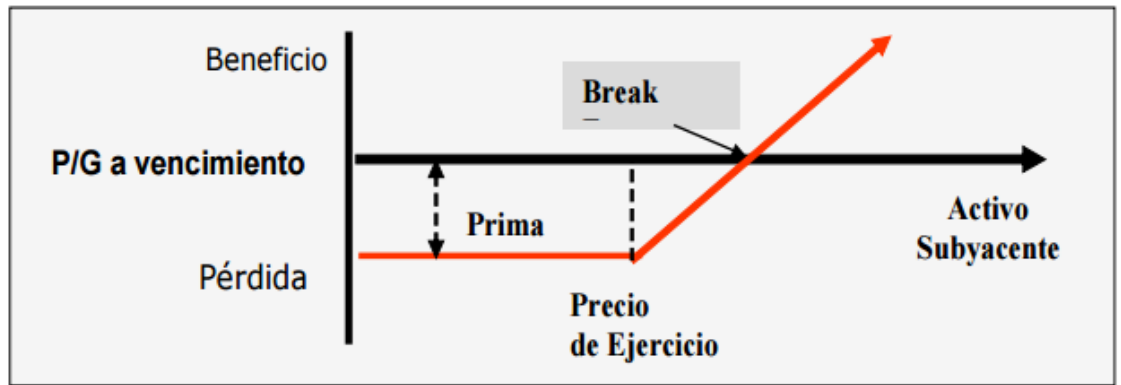 Beneficio
Break
P/G a vencimiento
Prima
Activo
Subyacente
Pérdida
Precio
de Ejercicio